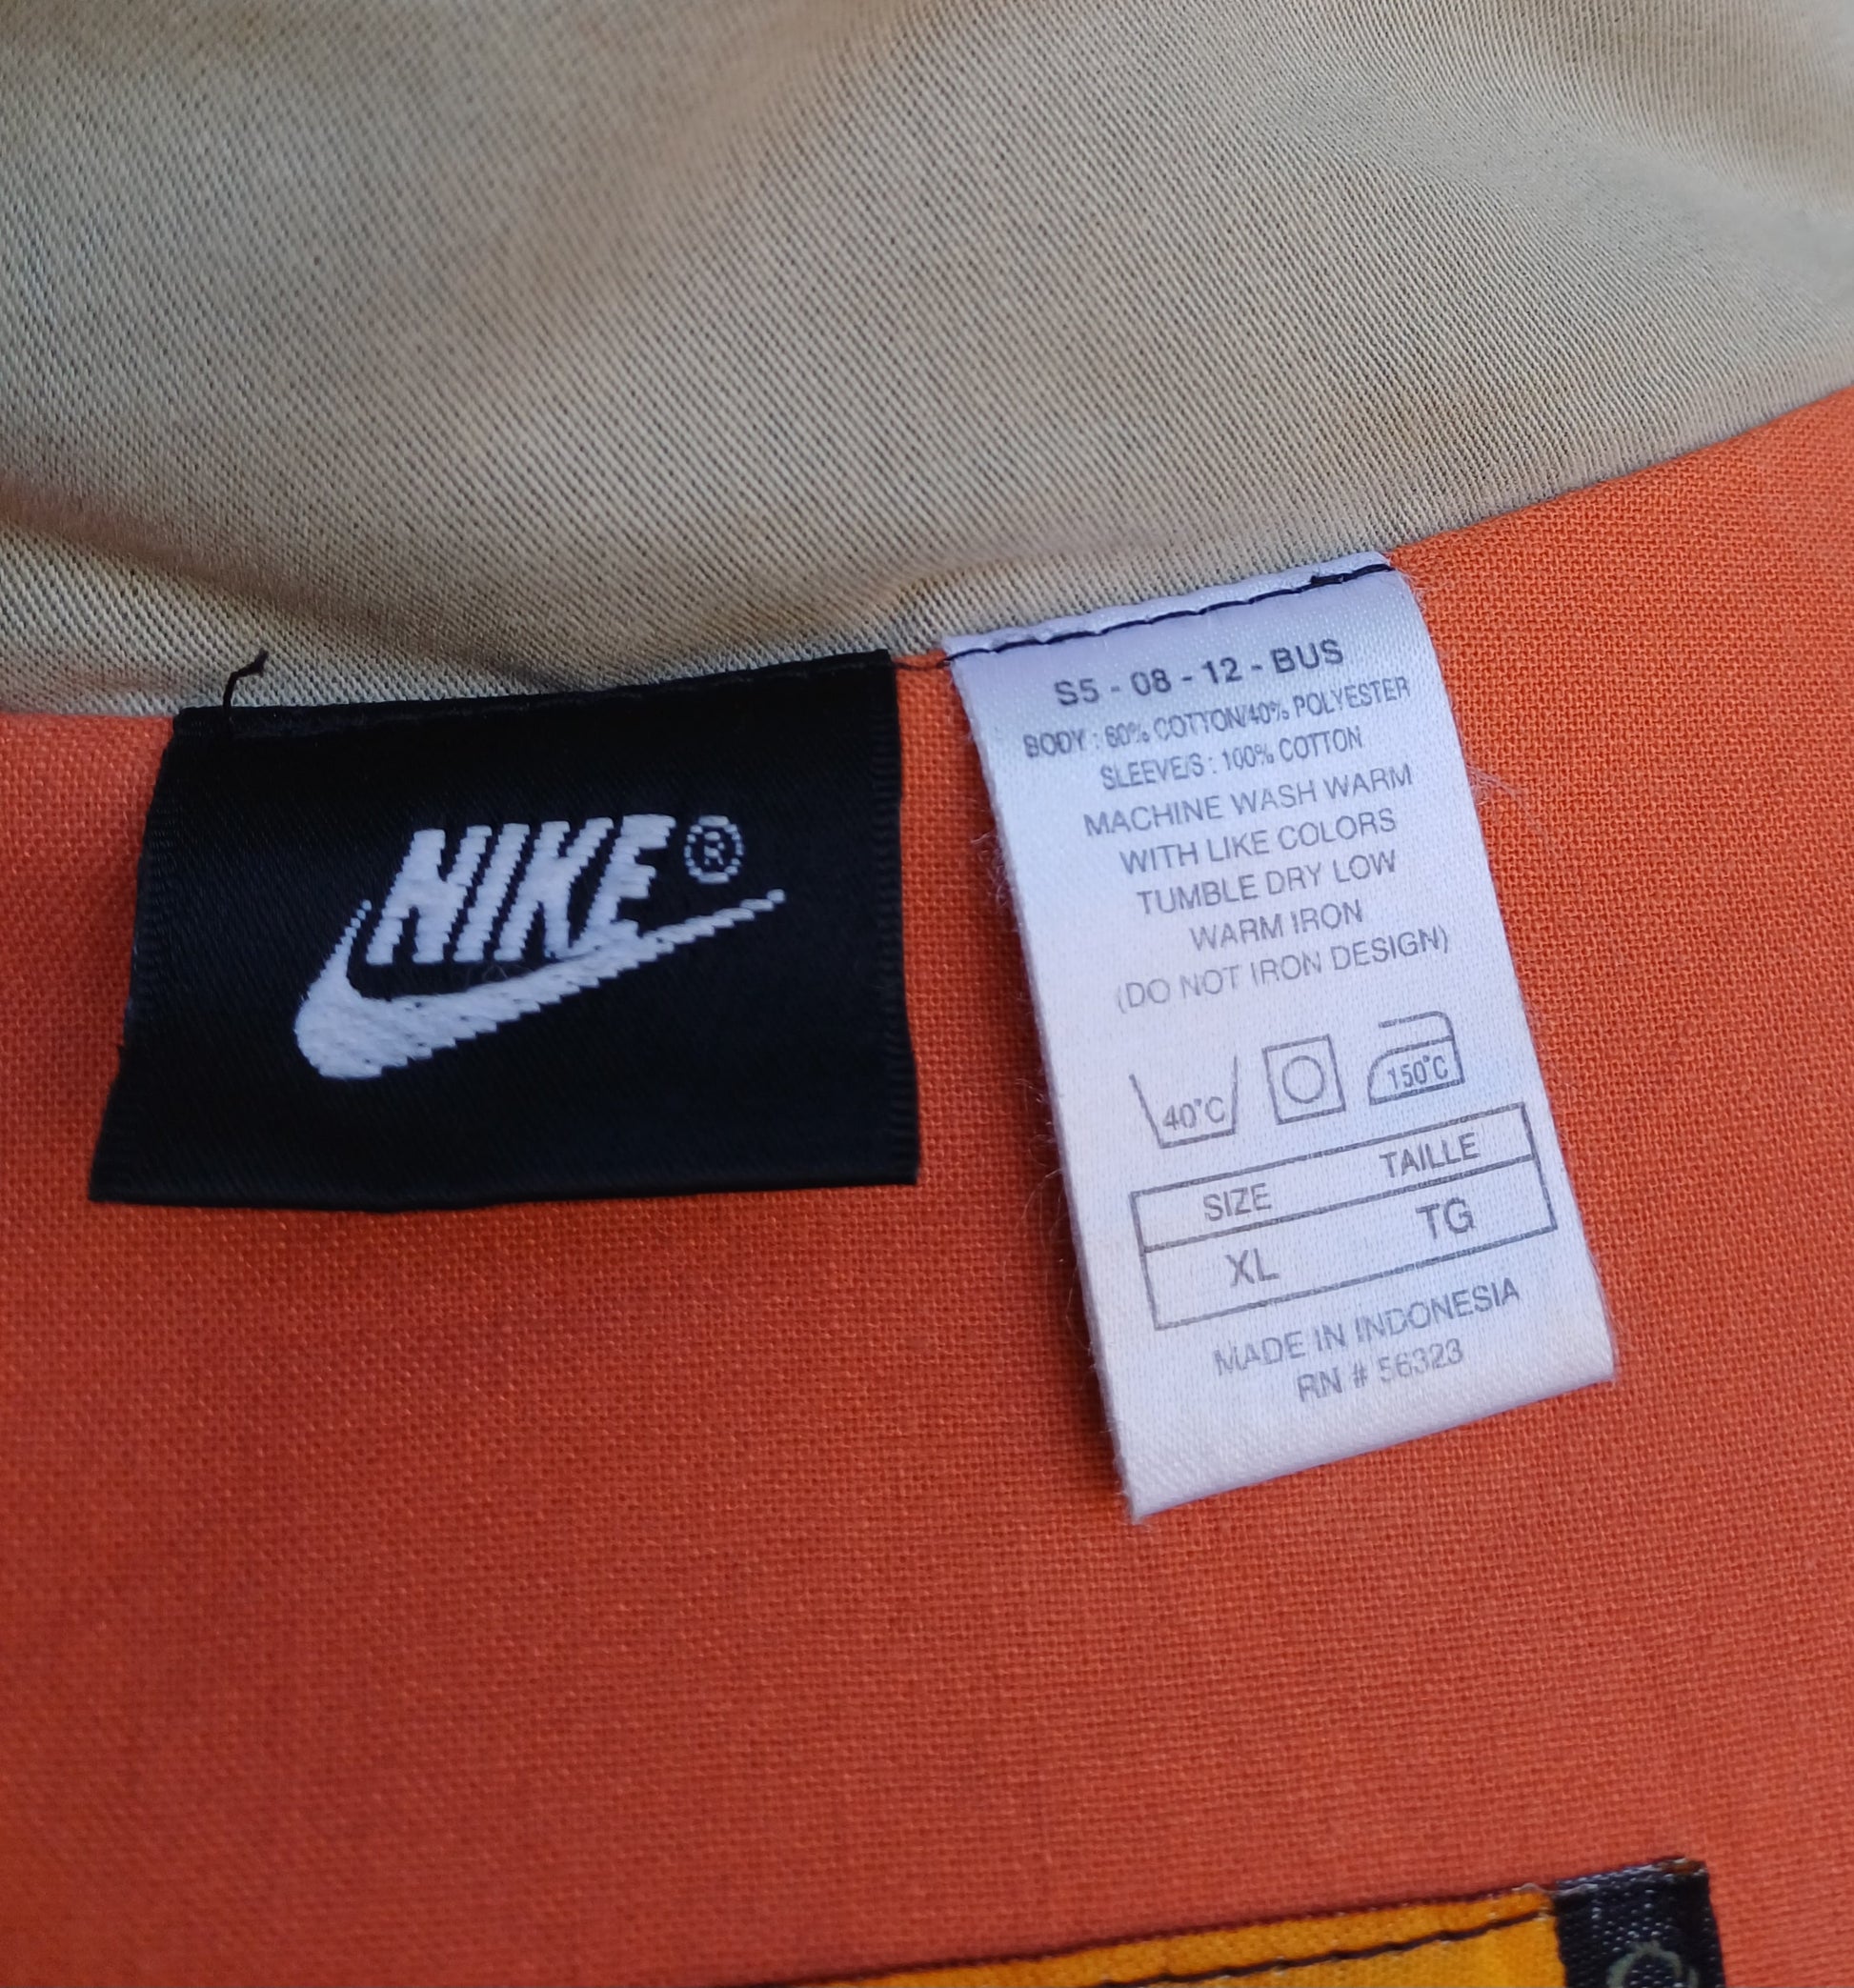 NIKE®
S5 - 08 - 12 - BUS
BODY : 60% COTTON/40% POLYESTER
SLEEVE/S : 100% COTTON
MACHINE WASH WARM
WITH LIKE COLORS
TUMBLE DRY LOW
WARM IRON
(DO NOT IRON DESIGN)
40°C 150°C
SIZE TAILLE
XL TG
MADE IN INDONESIA
RN # 56323